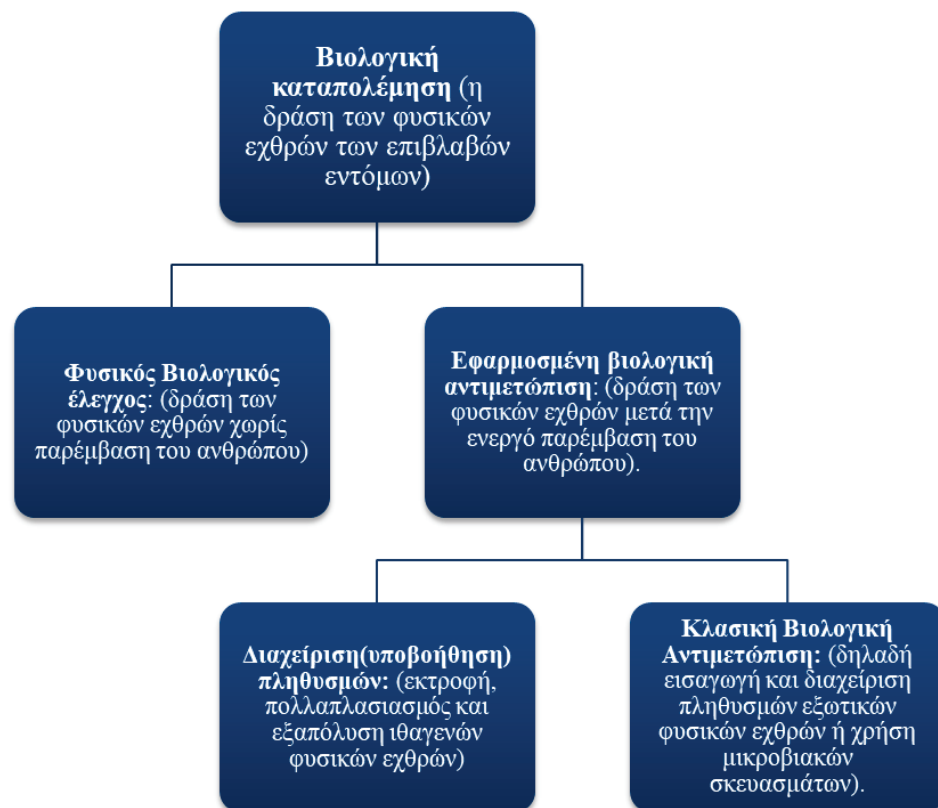 Βιολογική
καταπολέμηση (η
δράση των φυσικών
εχθρών των επιβλαβών
εντόμων)
Φυσικός Βιολογικός
έλεγχος: (δράση των
φυσικών εχθρών χωρίς
παρέμβαση του ανθρώπου)
Εφαρμοσμένη βιολογική
αντιμετώπιση: (δράση των
φυσικών εχθρών μετά την
ενεργό παρέμβαση του
ανθρώπου).
Διαχείριση(υποβοήθηση)
πληθυσμών: (εκτροφή,
πολλαπλασιασμός και
εξαπόλυση ιθαγενών
φυσικών εχθρών)
Κλασική Βιολογική
Αντιμετώπιση: (δηλαδή
εισαγωγή και διαχείριση
πληθυσμών εξωτικών
φυσικών εχθρών ή χρήση
μικροβιακών
σκευασμάτων).